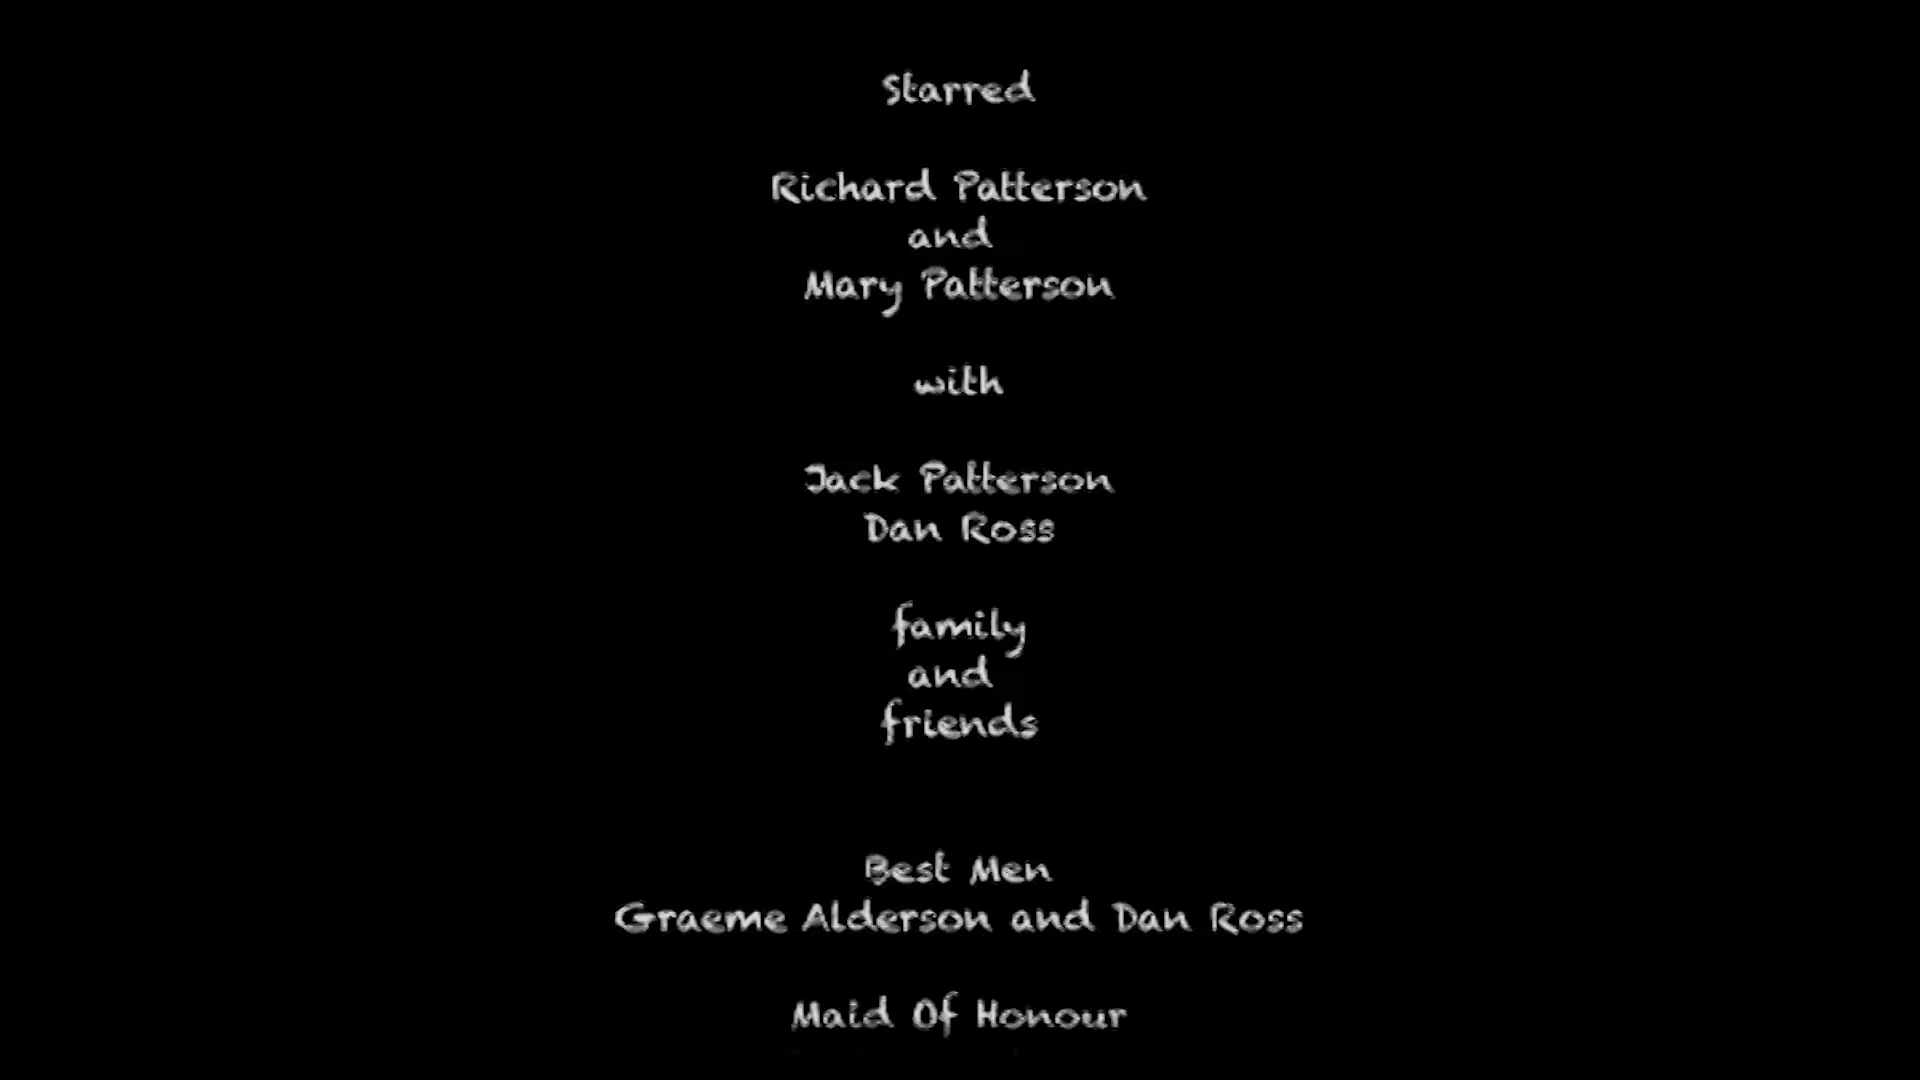 Starred
Richard Patterson
and
Mary Patterson
with
Jack Patterson
Dan Ross
family
and
friends
Best Men
Graeme Alderson and Dan Ross
Maid Of Honour